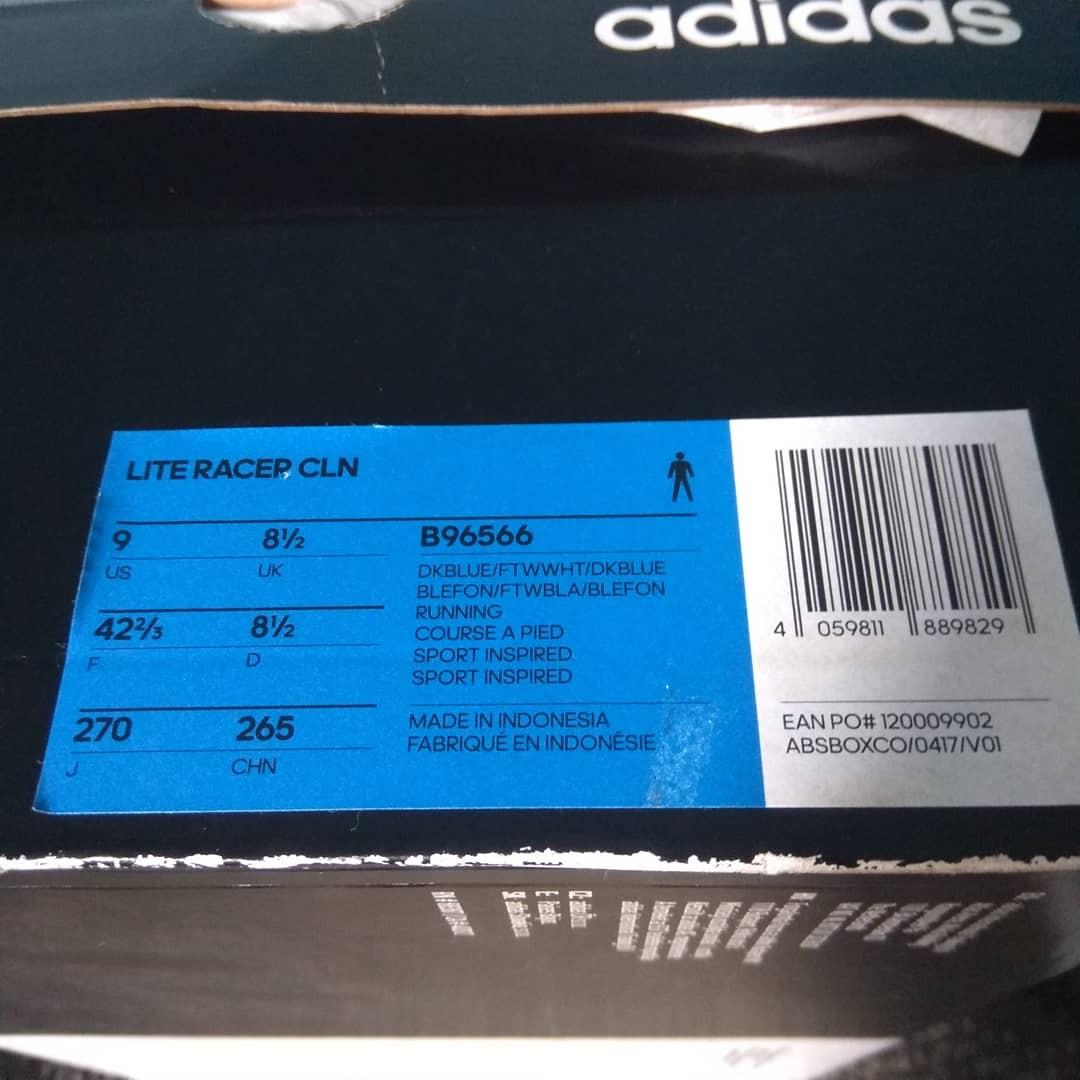 adidas
LITE RACER CLN
9 8½
US UK
42⅔ 8½
F D
270 265
J CHN
B96566
DKBLUE/FTWWHT/DKBLUE
BLEFON/FTWBLA/BLEFON
RUNNING
COURSE A PIED
SPORT INSPIRED
SPORT INSPIRED
MADE IN INDONESIA
FABRIQUÉ EN INDONÉSIE
4 059811 889829
EAN PO# 120009902
ABSBOXCO/0417/V01